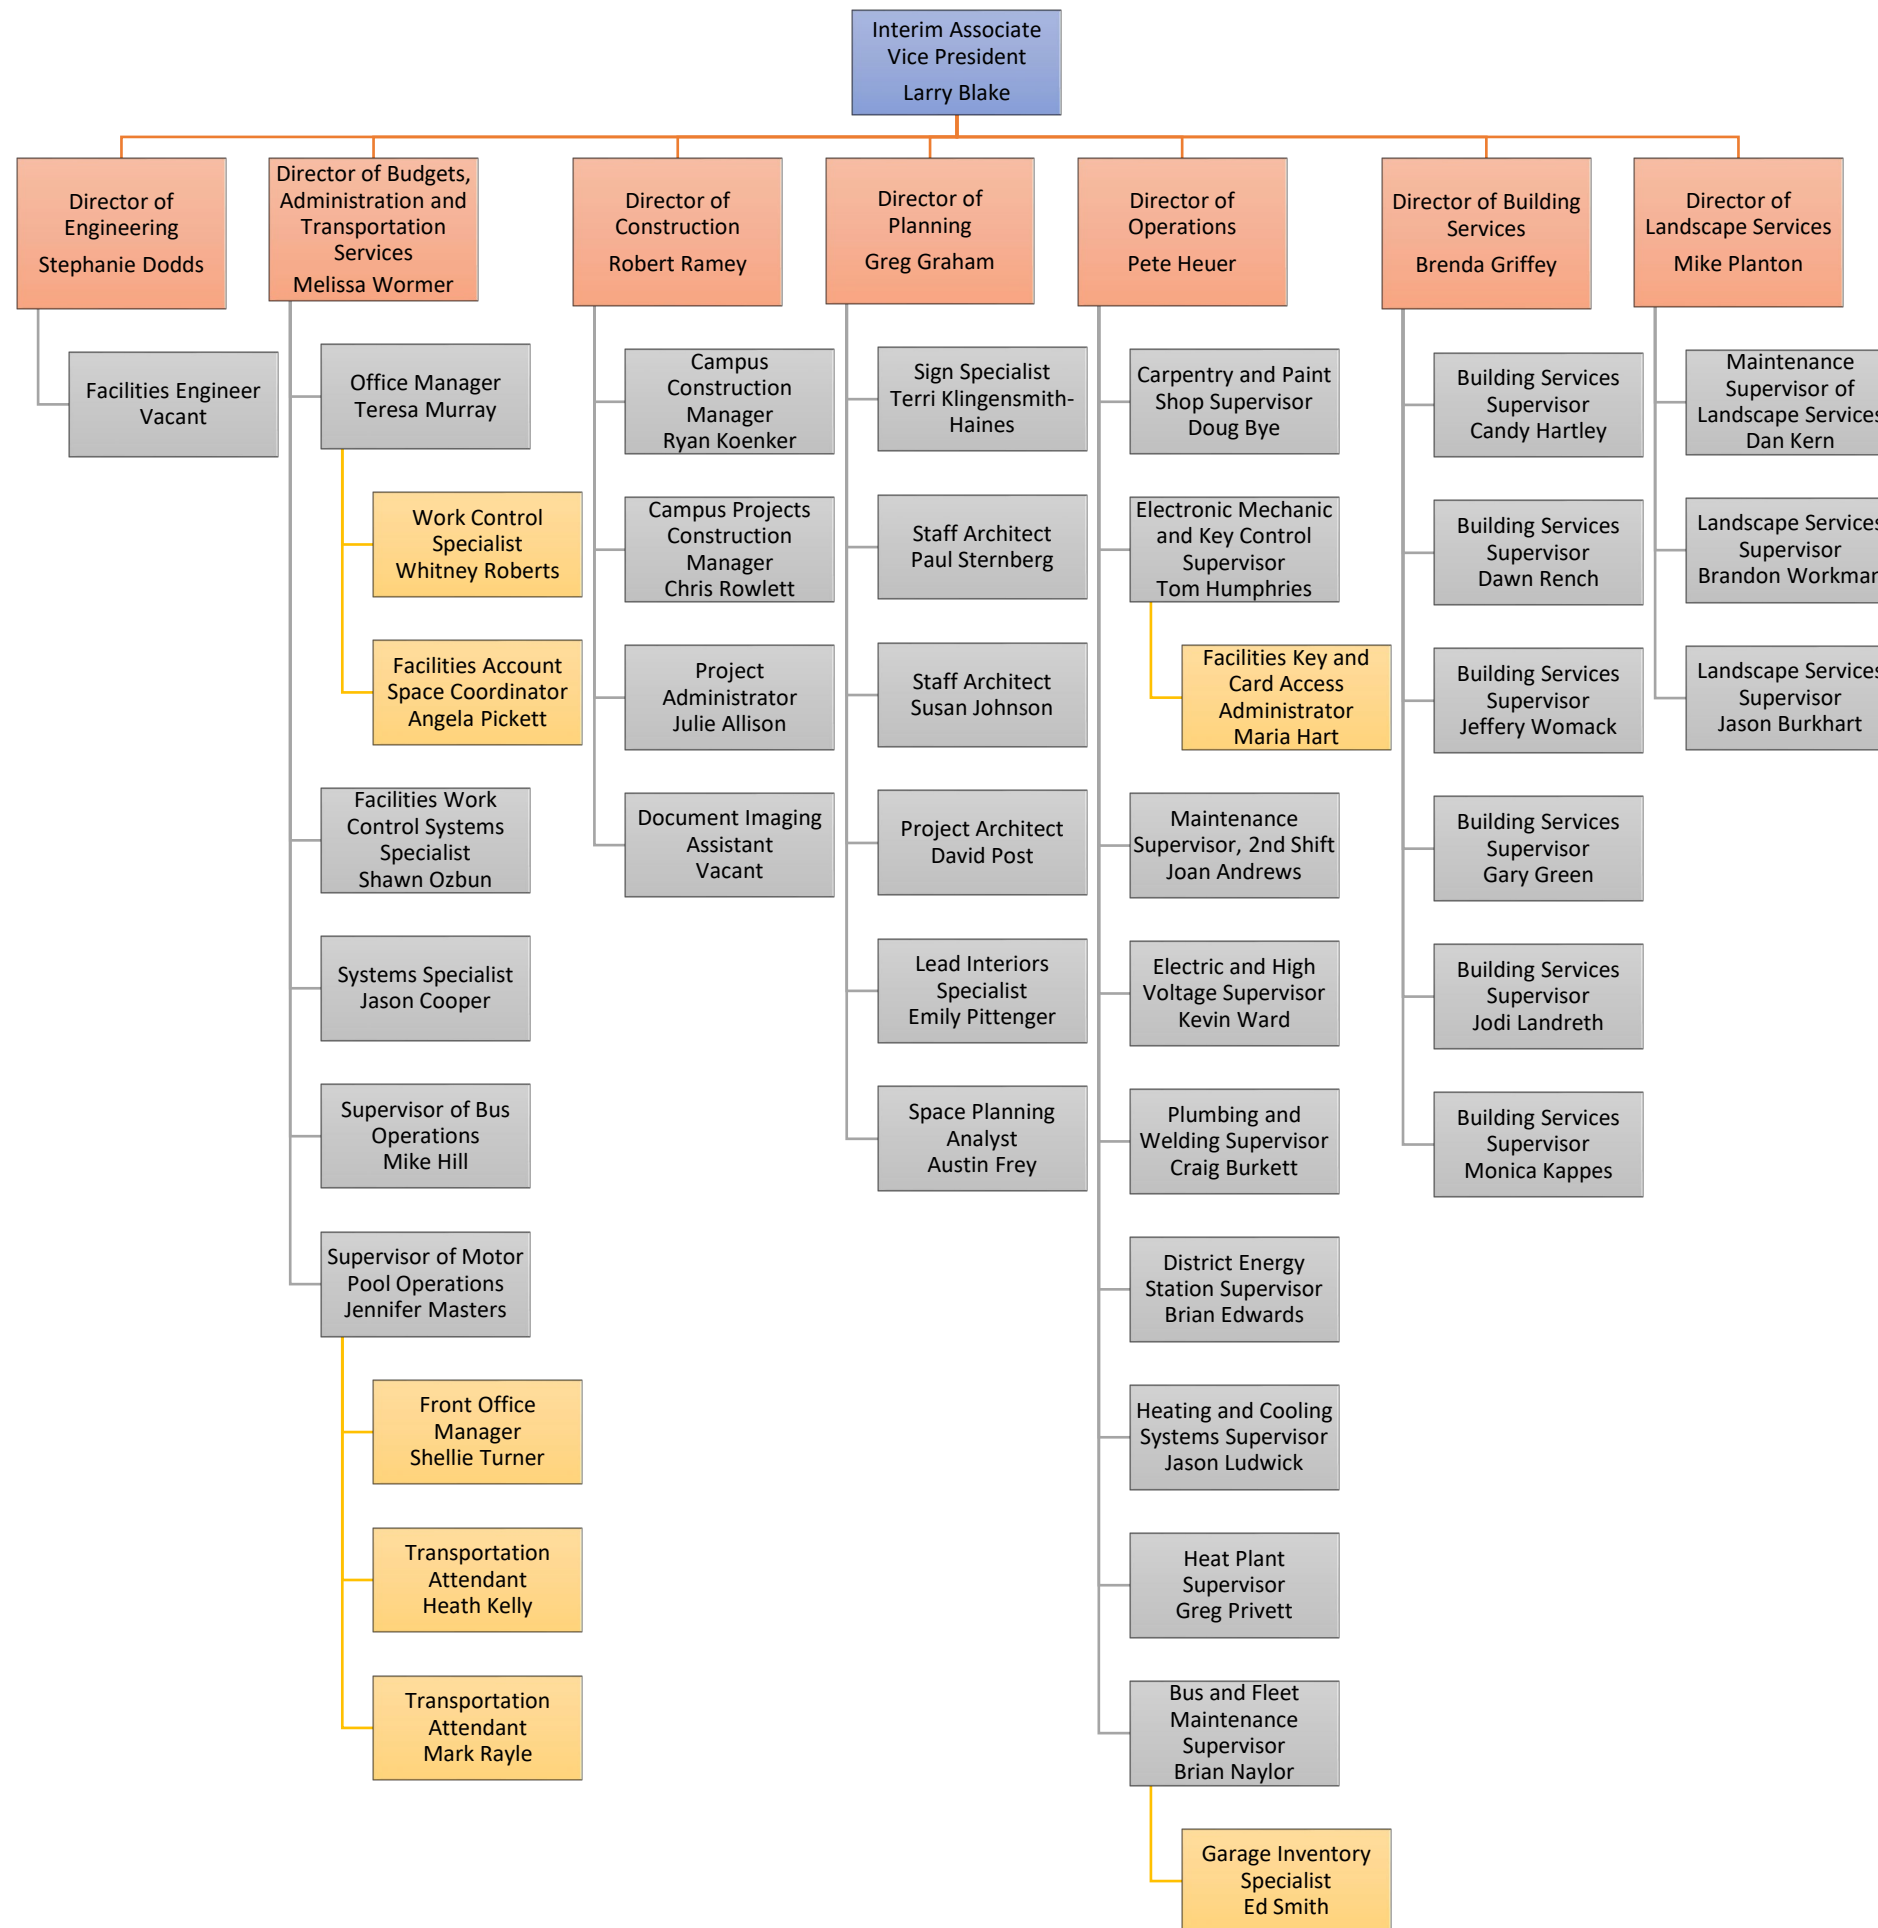 Interim Associate
Vice President
Larry Blake
Director of
Engineering
Stephanie Dodds
Facilities Engineer
Vacant
Director of Budgets,
Administration and
Transportation
Services
Melissa Wormer
Office Manager
Teresa Murray
Work Control
Specialist
Whitney Roberts
Facilities Account
Space Coordinator
Angela Pickett
Facilities Work
Control Systems
Specialist
Shawn Ozbun
Systems Specialist
Jason Cooper
Supervisor of Bus
Operations
Mike Hill
Supervisor of Motor
Pool Operations
Jennifer Masters
Front Office
Manager
Shellie Turner
Transportation
Attendant
Heath Kelly
Transportation
Attendant
Mark Rayle
Director of
Construction
Robert Ramey
Campus
Construction
Manager
Ryan Koenker
Campus Projects
Construction
Manager
Chris Rowlett
Project
Administrator
Julie Allison
Document Imaging
Assistant
Vacant
Director of
Planning
Greg Graham
Sign Specialist
Terri Klingensmith-
Haines
Staff Architect
Paul Sternberg
Staff Architect
Susan Johnson
Project Architect
David Post
Lead Interiors
Specialist
Emily Pittenger
Space Planning
Analyst
Austin Frey
Director of
Operations
Pete Heuer
Carpentry and Paint
Shop Supervisor
Doug Bye
Electronic Mechanic
and Key Control
Supervisor
Tom Humphries
Facilities Key and
Card Access
Administrator
Maria Hart
Maintenance
Supervisor, 2nd Shift
Joan Andrews
Electric and High
Voltage Supervisor
Kevin Ward
Plumbing and
Welding Supervisor
Craig Burkett
District Energy
Station Supervisor
Brian Edwards
Heating and Cooling
Systems Supervisor
Jason Ludwick
Heat Plant
Supervisor
Greg Privett
Bus and Fleet
Maintenance
Supervisor
Brian Naylor
Garage Inventory
Specialist
Ed Smith
Director of Building
Services
Brenda Griffey
Building Services
Supervisor
Candy Hartley
Building Services
Supervisor
Dawn Rench
Building Services
Supervisor
Jeffery Womack
Building Services
Supervisor
Gary Green
Building Services
Supervisor
Jodi Landreth
Building Services
Supervisor
Monica Kappes
Director of
Landscape Services
Mike Planton
Maintenance
Supervisor of
Landscape Services
Dan Kern
Landscape Services
Supervisor
Brandon Workman
Landscape Services
Supervisor
Jason Burkhart